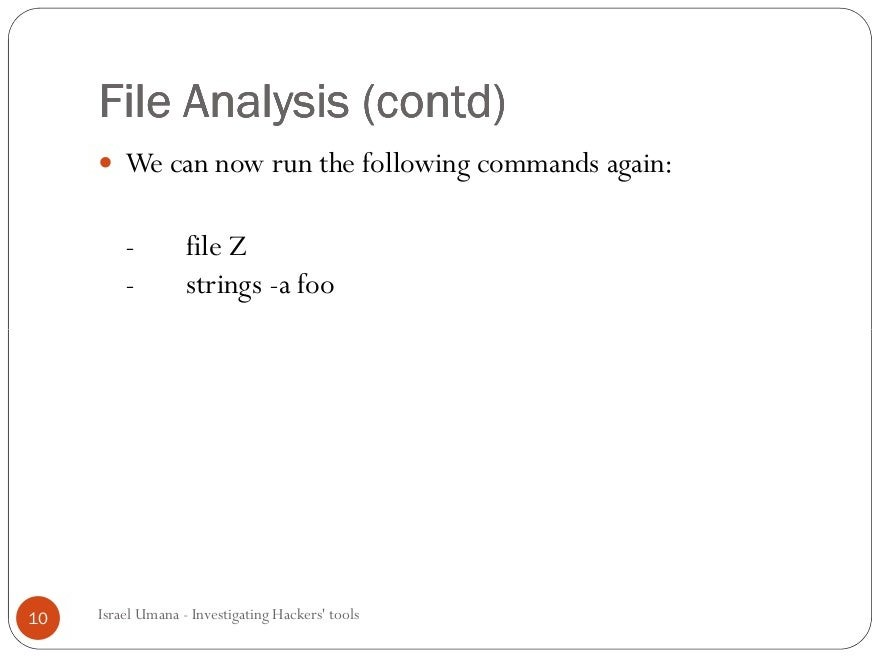 File Analysis (contd)
• We can now run the following commands again:
- file Z
- strings -a foo
10 Israel Umana - Investigating Hackers' tools